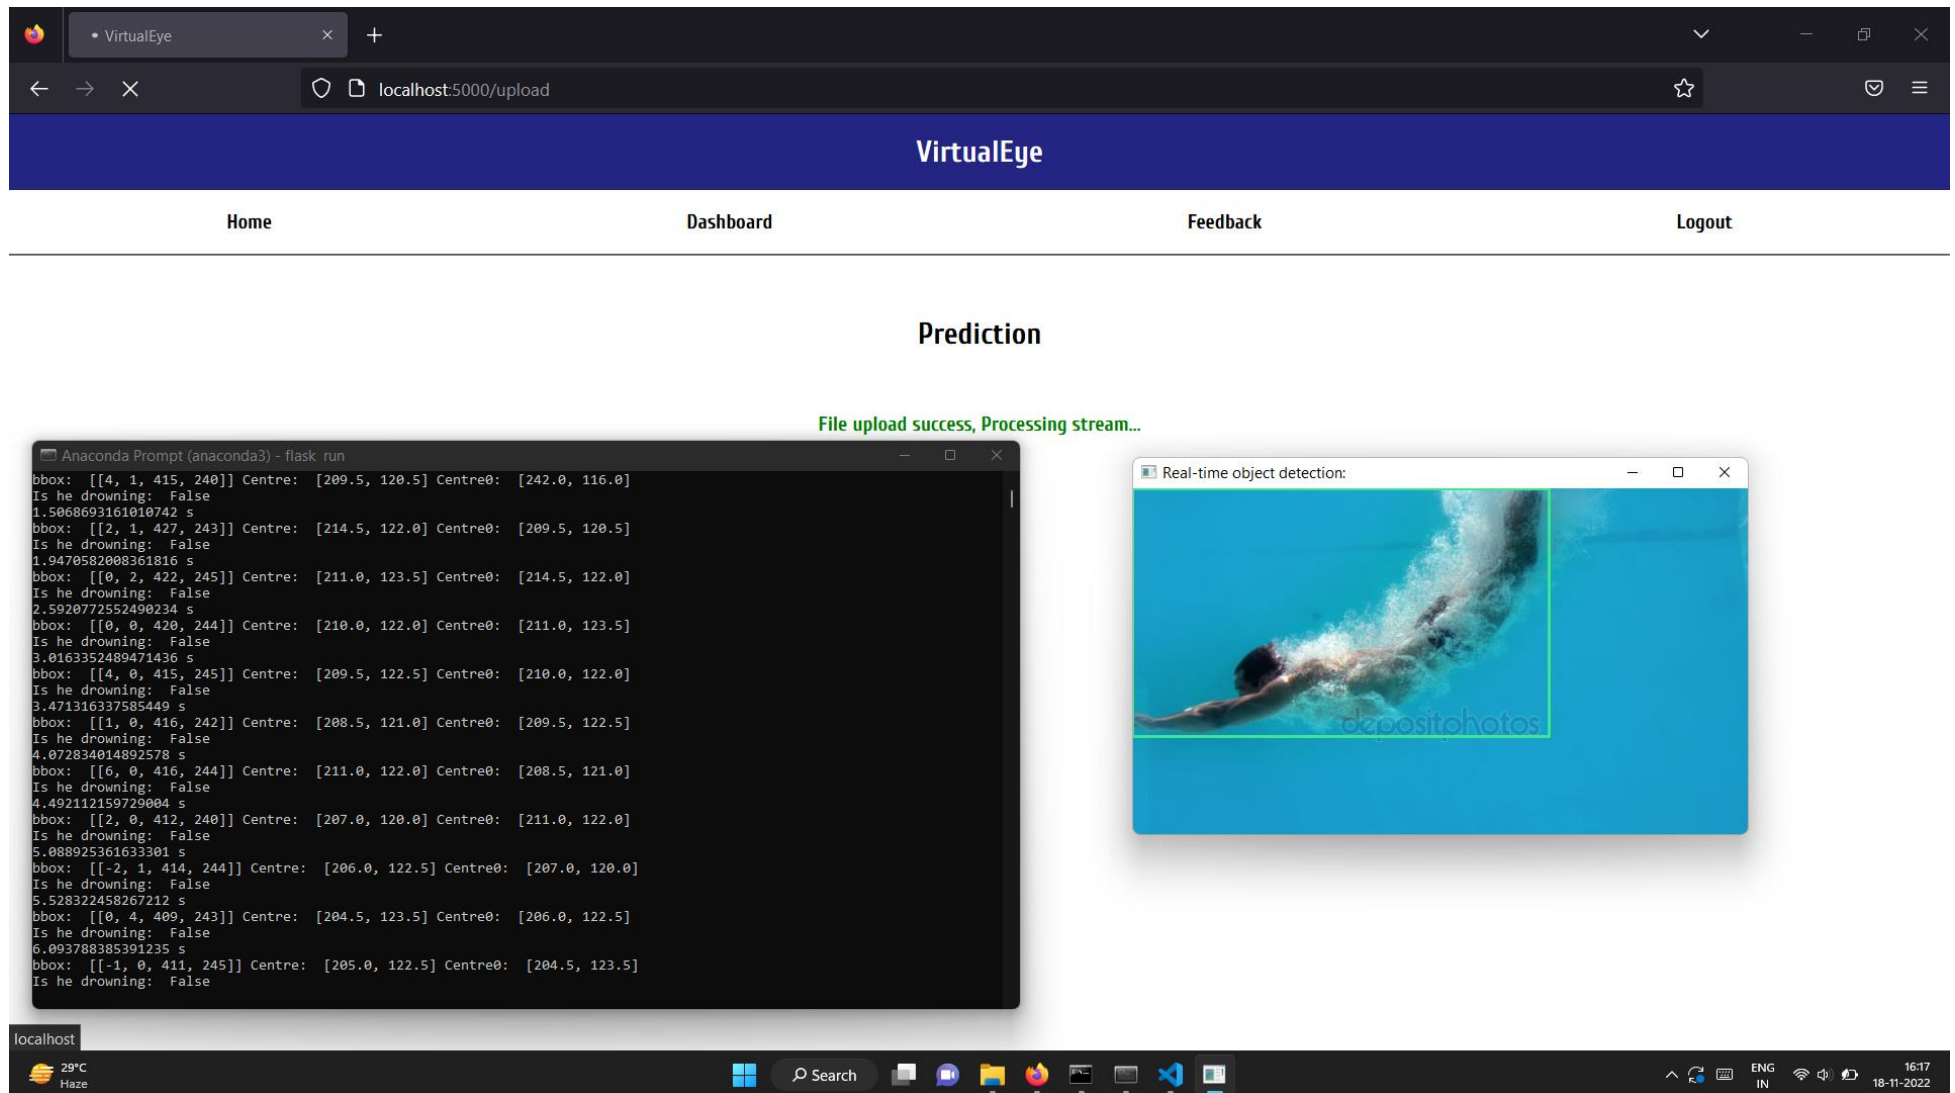 VirtualEye
localhost:5000/upload
VirtualEye
Home Dashboard Feedback Logout
Prediction
File upload success, Processing stream...
Anaconda Prompt (anaconda3) - flask run
bbox: [[4, 1, 415, 240]] Centre: [209.5, 120.5] Centre0: [242.0, 116.0]
Is he drowning: False
1.5068693161010742 s
bbox: [[2, 1, 427, 243]] Centre: [214.5, 122.0] Centre0: [209.5, 120.5]
Is he drowning: False
1.9470582008361816 s
bbox: [[0, 2, 422, 245]] Centre: [211.0, 123.5] Centre0: [214.5, 122.0]
Is he drowning: False
2.5920772552490234 s
bbox: [[0, 0, 420, 244]] Centre: [210.0, 122.0] Centre0: [211.0, 123.5]
Is he drowning: False
3.0163352489471436 s
bbox: [[4, 0, 415, 245]] Centre: [209.5, 122.5] Centre0: [210.0, 122.0]
Is he drowning: False
3.471316337585449 s
bbox: [[1, 0, 416, 242]] Centre: [208.5, 121.0] Centre0: [209.5, 122.5]
Is he drowning: False
4.072834014892578 s
bbox: [[6, 0, 416, 244]] Centre: [211.0, 122.0] Centre0: [208.5, 121.0]
Is he drowning: False
4.492112159729004 s
bbox: [[2, 0, 412, 240]] Centre: [207.0, 120.0] Centre0: [211.0, 122.0]
Is he drowning: False
5.088925361633301 s
bbox: [[-2, 1, 414, 244]] Centre: [206.0, 122.5] Centre0: [207.0, 120.0]
Is he drowning: False
5.528322458267212 s
bbox: [[0, 4, 409, 243]] Centre: [204.5, 123.5] Centre0: [206.0, 122.5]
Is he drowning: False
6.093788385391235 s
bbox: [[-1, 0, 411, 245]] Centre: [205.0, 122.5] Centre0: [204.5, 123.5]
Is he drowning: False
Real-time object detection:
depositphotos
localhost
29°C
Haze
Search
ENG
IN
16:17
18-11-2022